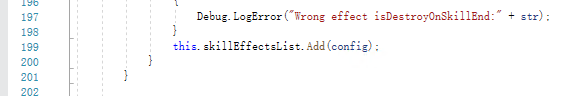 196 {
197 Debug.LogError("Wrong effect isDestroyOnSkillEnd:" + str);
198 }
199 this.skillEffectsList.Add(config);
200 }
201 }
202